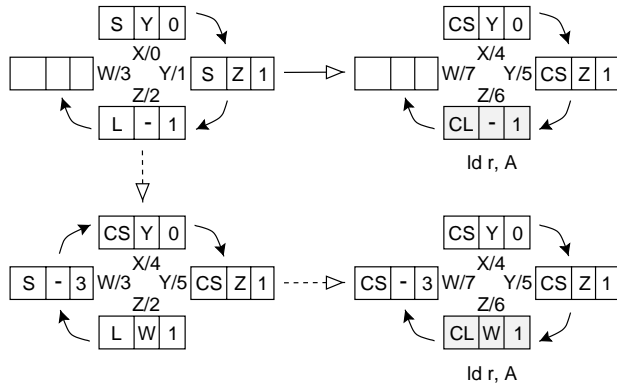 S Y 0 CS Y 0
X/0 X/4
W/3 Y/1 S Z 1 W/7 Y/5 CS Z 1
Z/2 Z/6
L - 1 CL - 1
ld r, A
CS Y 0 CS Y 0
X/4 X/4
S - 3 W/3 Y/5 CS Z 1 CS - 3 W/7 Y/5 CS Z 1
Z/2 Z/6
L W 1 CL W 1
ld r, A